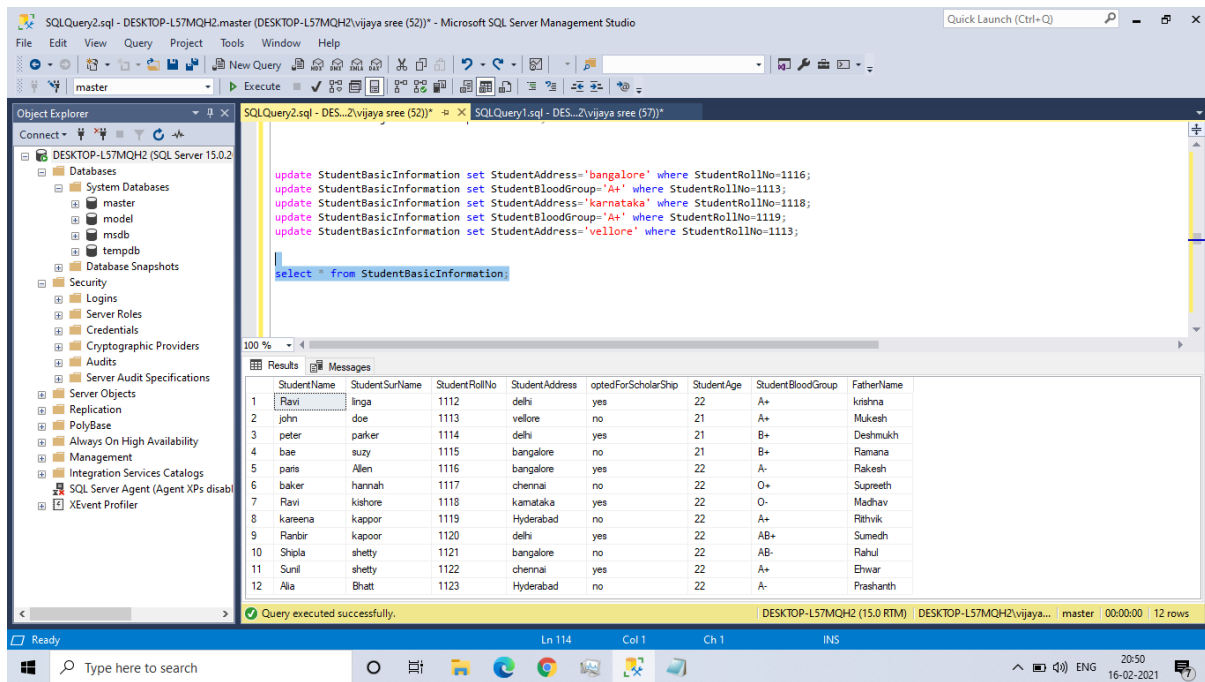 SQLQuery2.sql - DESKTOP-L57MQH2.master (DESKTOP-L57MQH2\vijaya sree (52))* - Microsoft SQL Server Management Studio
Quick Launch (Ctrl+Q)
File Edit View Query Project Tools Window Help
New Query
master Execute
Object Explorer
SQLQuery2.sql - DES...2\vijaya sree (52))*
SQLQuery1.sql - DES...2\vijaya sree (57))*
Connect
DESKTOP-L57MQH2 (SQL Server 15.0.2
Databases
System Databases
master
model
msdb
tempdb
Database Snapshots
Security
Logins
Server Roles
Credentials
Cryptographic Providers
Audits
Server Audit Specifications
Server Objects
Replication
PolyBase
Always On High Availability
Management
Integration Services Catalogs
SQL Server Agent (Agent XPs disabl
XEvent Profiler
update StudentBasicInformation set StudentAddress='bangalore' where StudentRollNo=1116;
update StudentBasicInformation set StudentBloodGroup='A+' where StudentRollNo=1113;
update StudentBasicInformation set StudentAddress='karnataka' where StudentRollNo=1118;
update StudentBasicInformation set StudentBloodGroup='A+' where StudentRollNo=1119;
update StudentBasicInformation set StudentAddress='vellore' where StudentRollNo=1113;
select * from StudentBasicInformation;
100 %
Results Messages
StudentName StudentSurName StudentRollNo StudentAddress optedForScholarShip StudentAge StudentBloodGroup FatherName
1 Ravi linga 1112 delhi yes 22 A+ krishna
2 john doe 1113 vellore no 21 A+ Mukesh
3 peter parker 1114 delhi yes 21 B+ Deshmukh
4 bae suzy 1115 bangalore no 21 B+ Ramana
5 paris Allen 1116 bangalore yes 22 A- Rakesh
6 baker hannah 1117 chennai no 22 O+ Supreeth
7 Ravi kishore 1118 karnataka yes 22 O- Madhav
8 kareena kappor 1119 Hyderabad no 22 A+ Rithvik
9 Ranbir kapoor 1120 delhi yes 22 AB+ Sumedh
10 Shipla shetty 1121 bangalore no 22 AB- Rahul
11 Sunil shetty 1122 chennai yes 22 A+ Ehwar
12 Alia Bhatt 1123 Hyderabad no 22 A- Prashanth
Query executed successfully.
DESKTOP-L57MQH2 (15.0 RTM) DESKTOP-L57MQH2\vijaya... master 00:00:00 12 rows
Ready Ln 114 Col 1 Ch 1 INS
Type here to search
ENG
20:50
16-02-2021
7